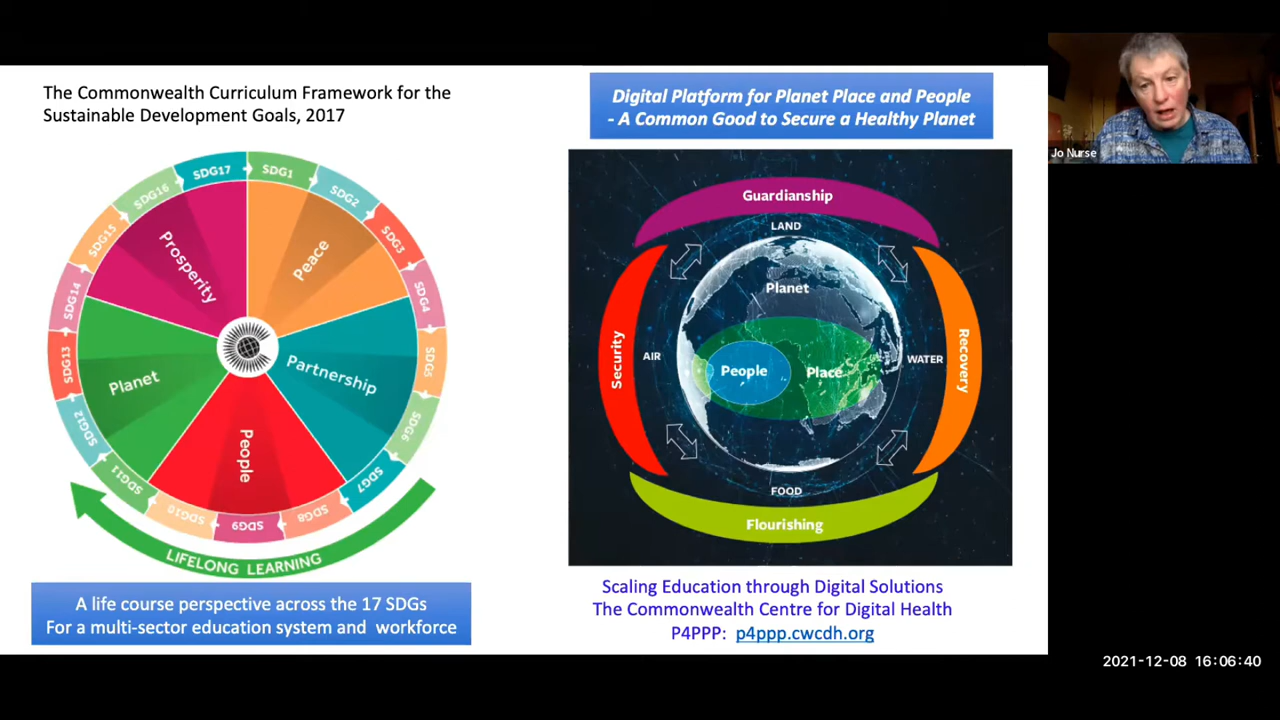 The Commonwealth Curriculum Framework for the
Sustainable Development Goals, 2017
SDG1
SDG2
SDG3
SDG4
SDG5
SDG6
SDG7
SDG8
SDG9
SDG10
SDG11
SDG12
SDG13
SDG14
SDG15
SDG16
SDG17
Peace
Partnership
People
Planet
Prosperity
LIFELONG LEARNING
A life course perspective across the 17 SDGs
For a multi-sector education system and workforce
Digital Platform for Planet Place and People
- A Common Good to Secure a Healthy Planet
Guardianship
LAND
Planet
Security
AIR
People
Place
WATER
Recovery
FOOD
Flourishing
Scaling Education through Digital Solutions
The Commonwealth Centre for Digital Health
P4PPP: p4ppp.cwcdh.org
Jo Nurse
2021-12-08 16:06:40